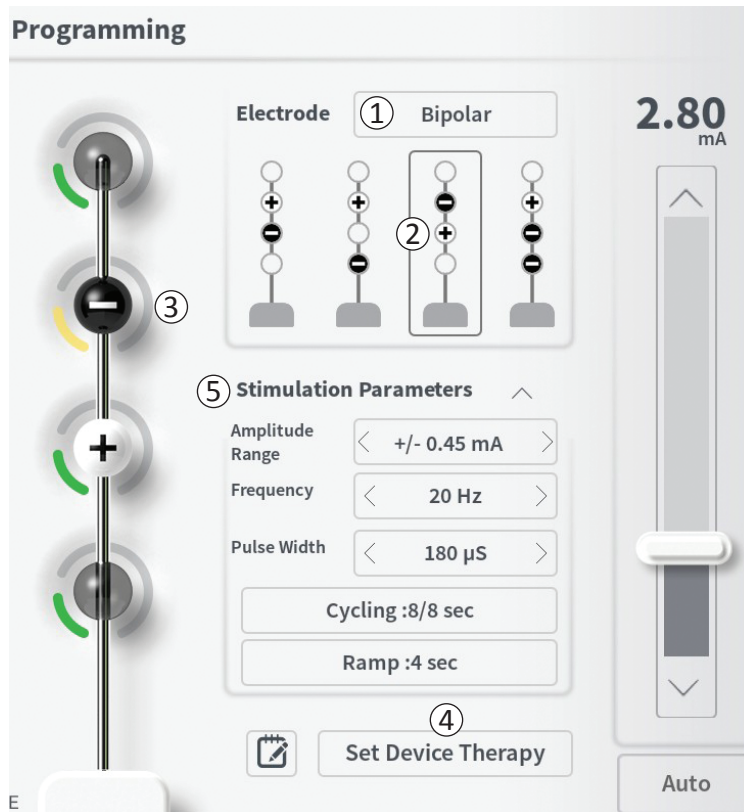 Programming
Electrode
① Bipolar
2.80
mA
+ + − +
− ② + −
− −
③ −
+
⑤ Stimulation Parameters
Amplitude
Range
+/- 0.45 mA
Frequency
20 Hz
Pulse Width
180 µS
Cycling :8/8 sec
Ramp :4 sec
④
Set Device Therapy
Auto
E